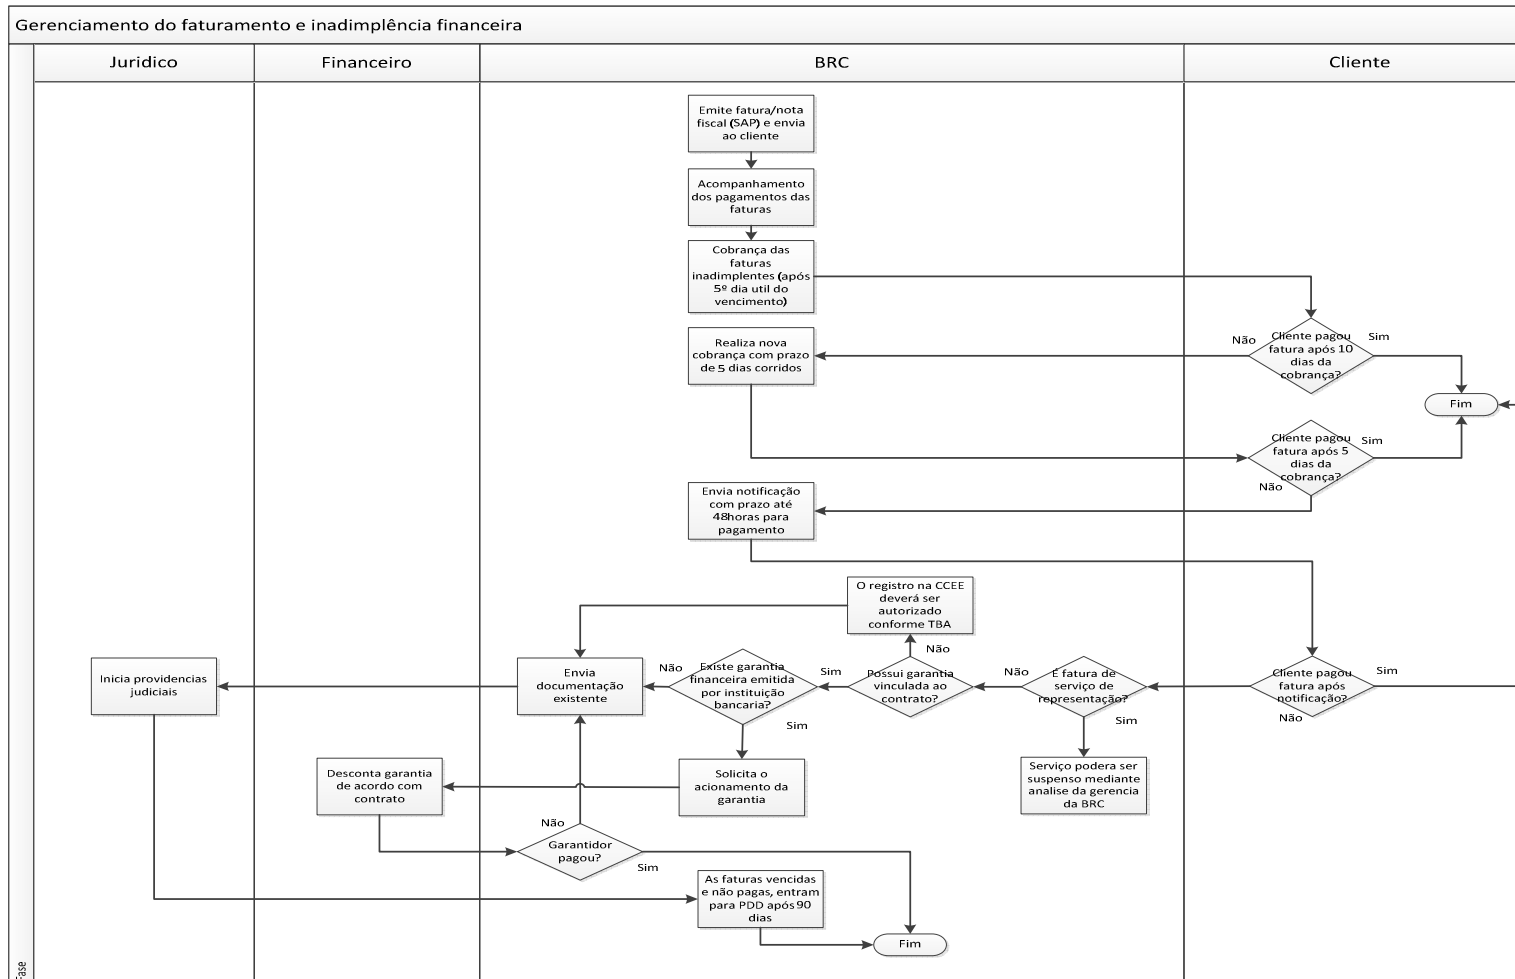 Gerenciamento do faturamento e inadimplência financeira
Juridico
Financeiro
BRC
Cliente
Emite fatura/nota
fiscal (SAP) e envia
ao cliente
Acompanhamento
dos pagamentos das
faturas
Cobrança das
faturas
inadimplentes (após
5º dia util do
vencimento)
Cliente pagou
fatura após 10
dias da
cobrança?
Não
Sim
Realiza nova
cobrança com prazo
de 5 dias corridos
Fim
Cliente pagou
fatura após 5
dias da
cobrança?
Sim
Não
Envia notificação
com prazo até
48horas para
pagamento
O registro na CCEE
deverá ser
autorizado
conforme TBA
Não
Inicia providencias
judiciais
Envia
documentação
existente
Não
Existe garantia
financeira emitida
por instituição
bancaria?
Sim
Sim
Possui garantia
vinculada ao
contrato?
Não
É fatura de
serviço de
representação?
Sim
Cliente pagou
fatura após
notificação?
Sim
Não
Desconta garantia
de acordo com
contrato
Solicita o
acionamento da
garantia
Serviço podera ser
suspenso mediante
analise da gerencia
da BRC
Não
Garantidor
pagou?
Sim
As faturas vencidas
e não pagas, entram
para PDD após 90
dias
Fim
Fase